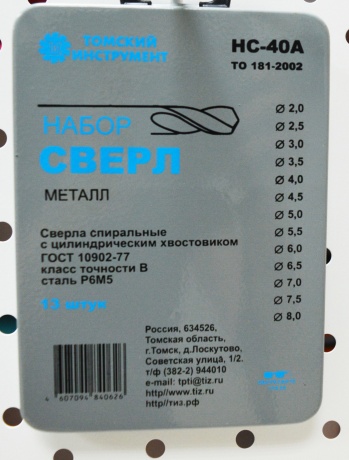 ТОМСКИЙ
ИНСТРУМЕНТ
НС-40А
ТО 181-2002
НАБОР
СВЕРЛ
МЕТАЛЛ
Сверла спиральные
с цилиндрическим хвостовиком
ГОСТ 10902-77
класс точности В
сталь Р6М5
13 штук
⌀ 2,0
⌀ 2,5
⌀ 3,0
⌀ 3,5
⌀ 4,0
⌀ 4,5
⌀ 5,0
⌀ 5,5
⌀ 6,0
⌀ 6,5
⌀ 7,0
⌀ 7,5
⌀ 8,0
Россия, 634526,
Томская область,
г.Томск, д.Лоскутово,
Советская улица, 1/2.
т/ф (382-2) 944010
e-mail: tpti@tiz.ru
http//www.tiz.ru
http//тиз.рф
4 607094 840626